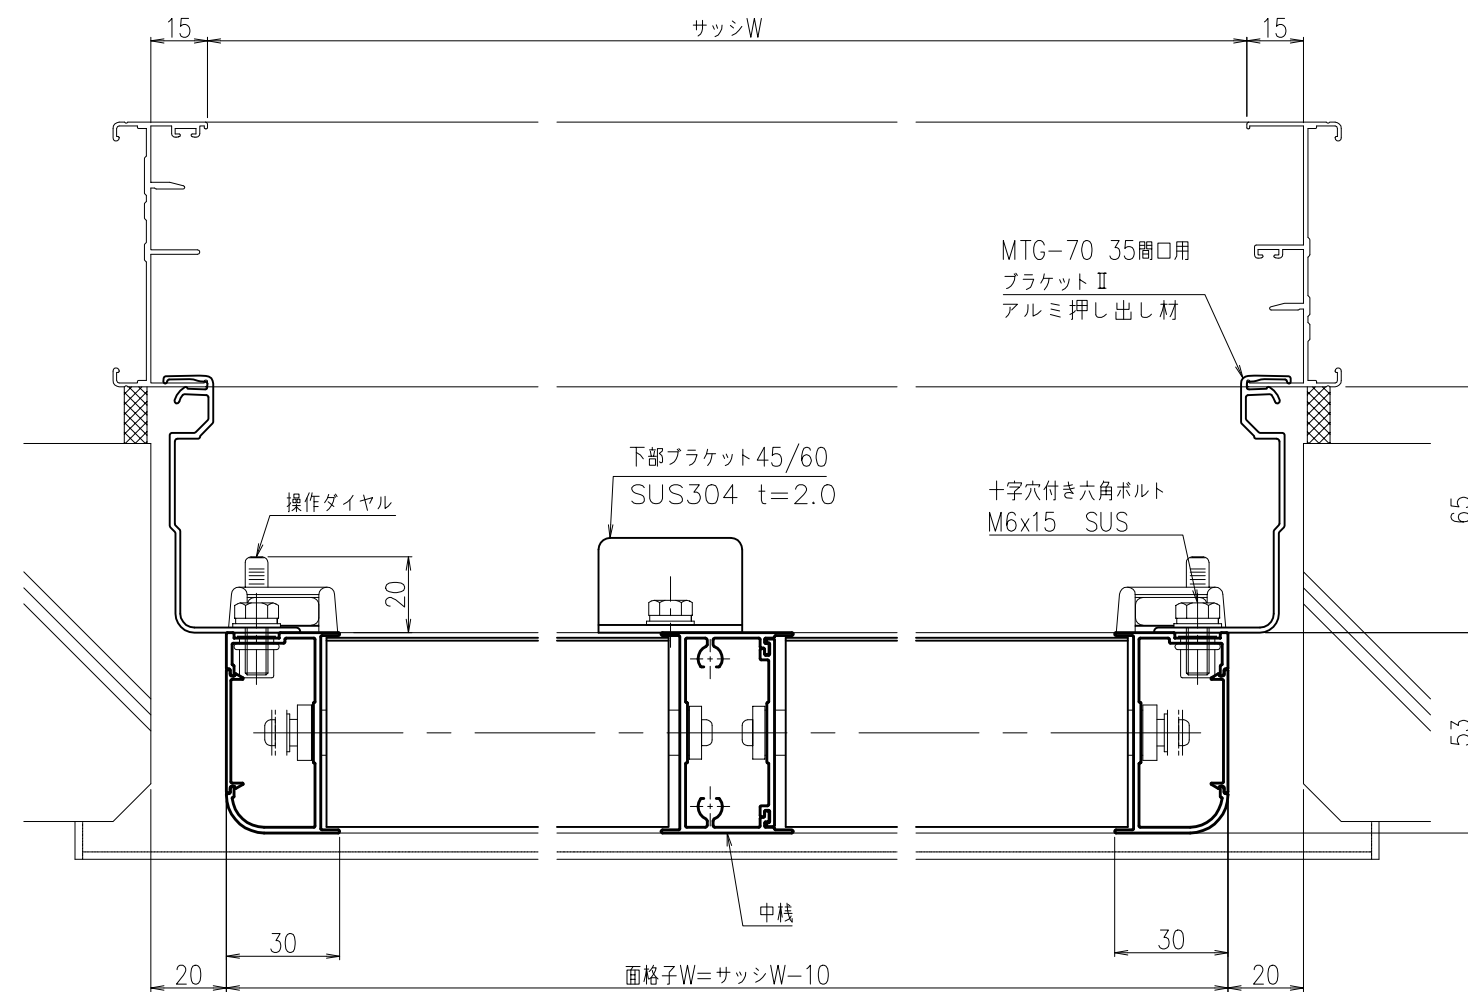 15
サッシW
15
MTG-70 35間口用
ブラケットⅡ
アルミ押し出し材
下部ブラケット45/60
SUS304 t=2.0
操作ダイヤル
十字穴付き六角ボルト
M6x15 SUS
65
20
53
中桟
30
30
20
面格子W=サッシW-10
20